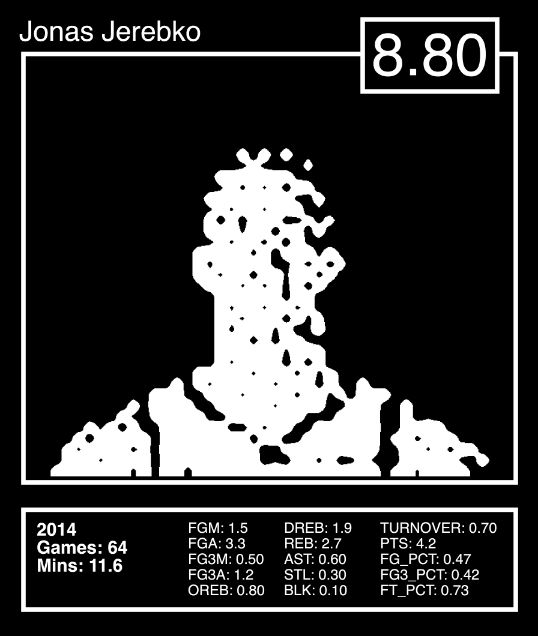 Jonas Jerebko
8.80
2014
Games: 64
Mins: 11.6
FGM: 1.5
FGA: 3.3
FG3M: 0.50
FG3A: 1.2
OREB: 0.80
DREB: 1.9
REB: 2.7
AST: 0.60
STL: 0.30
BLK: 0.10
TURNOVER: 0.70
PTS: 4.2
FG_PCT: 0.47
FG3_PCT: 0.42
FT_PCT: 0.73